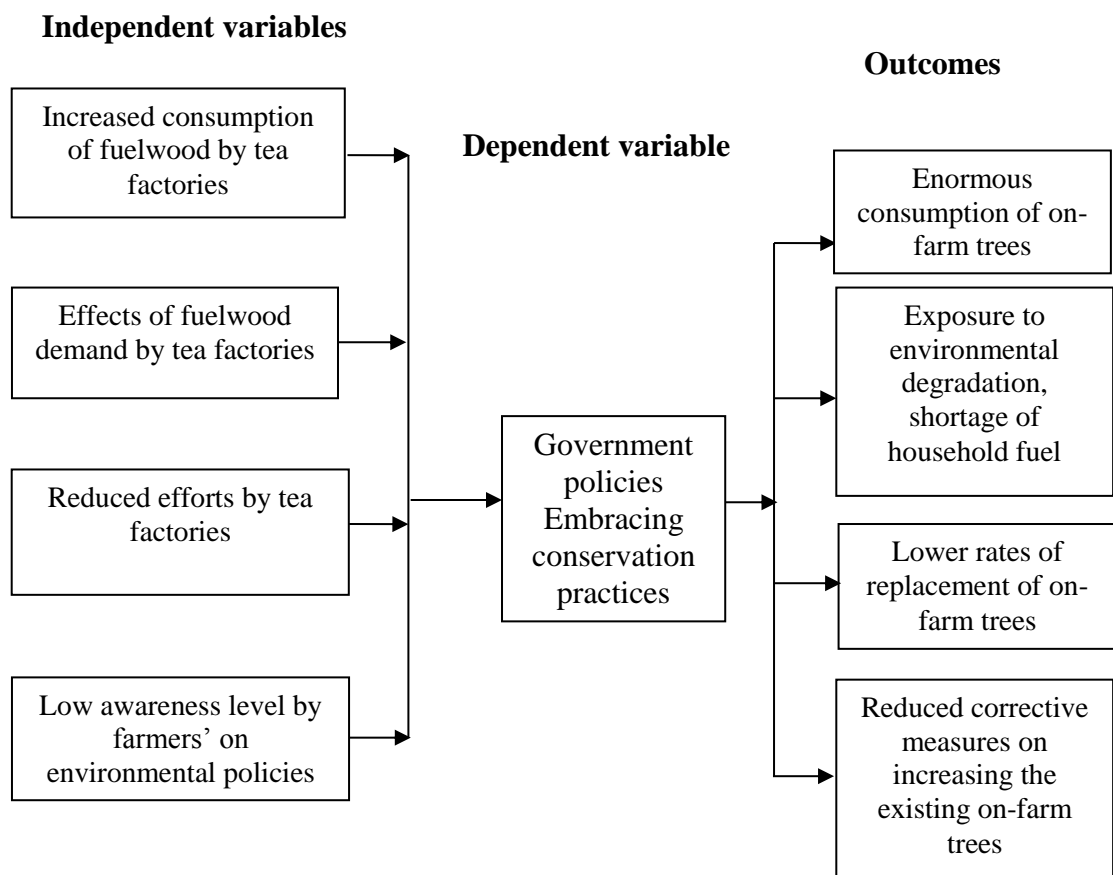 Independent variables
Increased consumption
of fuelwood by tea
factories
Effects of fuelwood
demand by tea factories
Reduced efforts by tea
factories
Low awareness level by
farmers’ on
environmental policies
Dependent variable
Government
policies
Embracing
conservation
practices
Outcomes
Enormous
consumption of on-
farm trees
Exposure to
environmental
degradation,
shortage of
household fuel
Lower rates of
replacement of on-
farm trees
Reduced corrective
measures on
increasing the
existing on-farm
trees